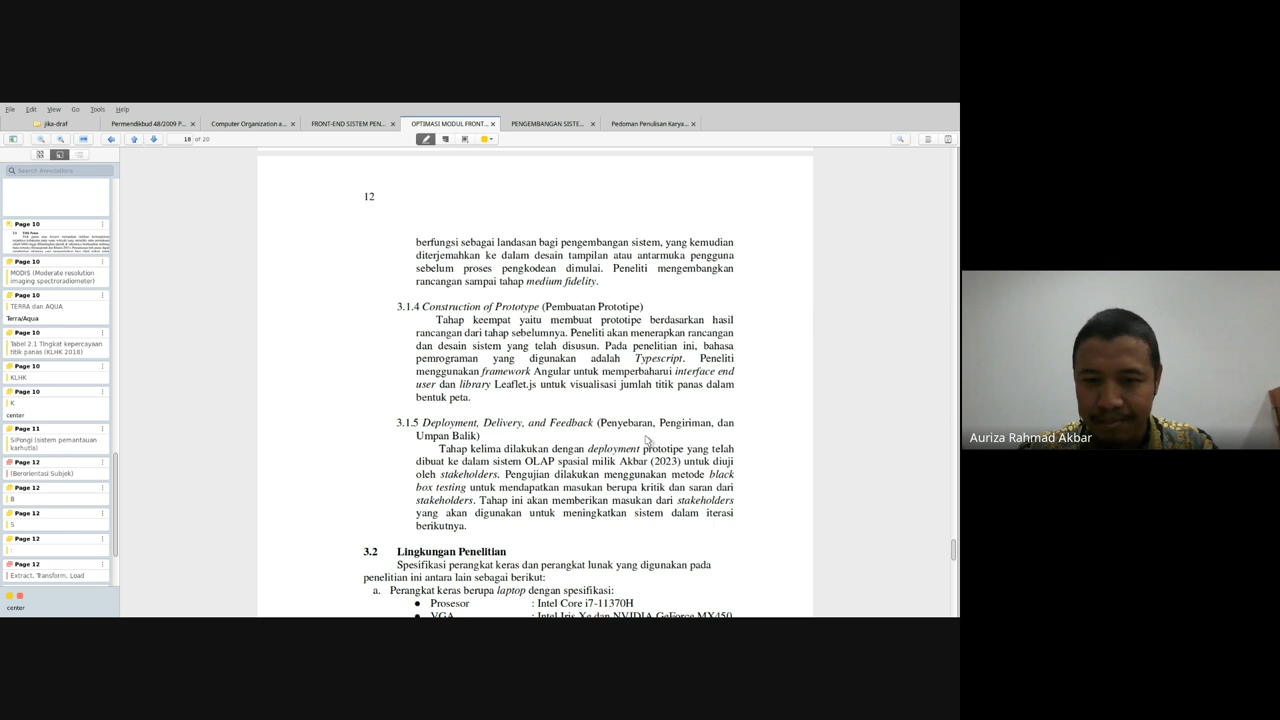 File Edit View Go Tools Help
jika-draf
Permendikbud 48/2009 P...
Computer Organization a...
FRONT-END SISTEM PEN...
OPTIMASI MODUL FRONT...
PENGEMBANGAN SISTE...
Pedoman Penulisan Karya...
18 of 20
Search Annotations
Page 10
Page 10
MODIS (Moderate resolution
imaging spectroradiometer)
Page 10
TERRA dan AQUA
Terra/Aqua
Page 10
Tabel 2.1 Tingkat kepercayaan
titik panas (KLHK 2018)
Page 10
KLHK
Page 10
K
center
Page 11
SiPongi (sistem pemantauan
karhutla)
Page 12
(Berorientasi Subjek)
Page 12
B
Page 12
S
Page 12
:
Page 12
Extract, Transform, Load
center
12
berfungsi sebagai landasan bagi pengembangan sistem, yang kemudian
diterjemahkan ke dalam desain tampilan atau antarmuka pengguna
sebelum proses pengkodean dimulai. Peneliti mengembangkan
rancangan sampai tahap medium fidelity.
3.1.4 Construction of Prototype (Pembuatan Prototipe)
Tahap keempat yaitu membuat prototipe berdasarkan hasil
rancangan dari tahap sebelumnya. Peneliti akan menerapkan rancangan
dan desain sistem yang telah disusun. Pada penelitian ini, bahasa
pemrograman yang digunakan adalah Typescript. Peneliti
menggunakan framework Angular untuk memperbaharui interface end
user dan library Leaflet.js untuk visualisasi jumlah titik panas dalam
bentuk peta.
3.1.5 Deployment, Delivery, and Feedback (Penyebaran, Pengiriman, dan
Umpan Balik)
Tahap kelima dilakukan dengan deployment prototipe yang telah
dibuat ke dalam sistem OLAP spasial milik Akbar (2023) untuk diuji
oleh stakeholders. Pengujian dilakukan menggunakan metode black
box testing untuk mendapatkan masukan berupa kritik dan saran dari
stakeholders. Tahap ini akan memberikan masukan dari stakeholders
yang akan digunakan untuk meningkatkan sistem dalam iterasi
berikutnya.
3.2 Lingkungan Penelitian
Spesifikasi perangkat keras dan perangkat lunak yang digunakan pada
penelitian ini antara lain sebagai berikut:
a. Perangkat keras berupa laptop dengan spesifikasi:
● Prosesor : Intel Core i7-11370H
● VGA : Intel Iris Xe dan NVIDIA GeForce MX450
Auriza Rahmad Akbar